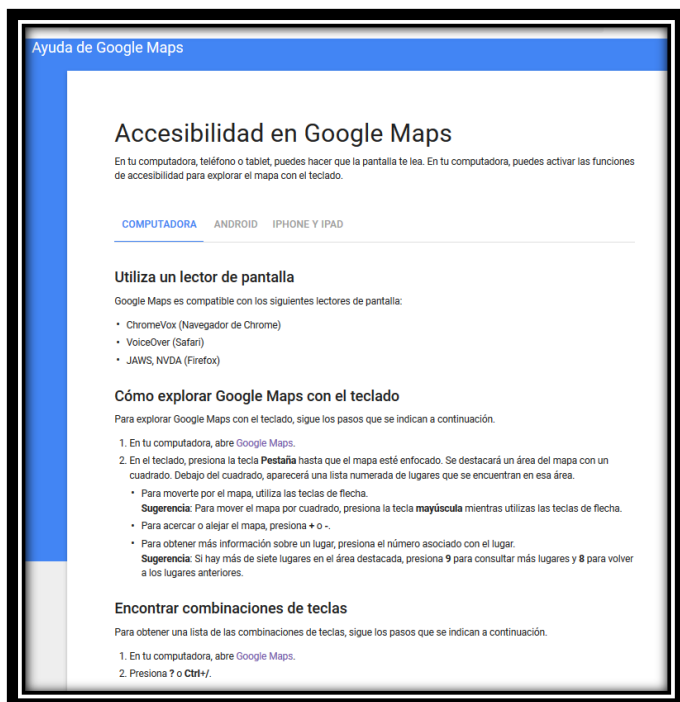 Ayuda de Google Maps
Accesibilidad en Google Maps
En tu computadora, teléfono o tablet, puedes hacer que la pantalla te lea. En tu computadora, puedes activar las funciones
de accesibilidad para explorar el mapa con el teclado.
COMPUTADORA ANDROID IPHONE Y IPAD
Utiliza un lector de pantalla
Google Maps es compatible con los siguientes lectores de pantalla:
• ChromeVox (Navegador de Chrome)
• VoiceOver (Safari)
• JAWS, NVDA (Firefox)
Cómo explorar Google Maps con el teclado
Para explorar Google Maps con el teclado, sigue los pasos que se indican a continuación.
1. En tu computadora, abre Google Maps.
2. En el teclado, presiona la tecla Pestaña hasta que el mapa esté enfocado. Se destacará un área del mapa con un
cuadrado. Debajo del cuadrado, aparecerá una lista numerada de lugares que se encuentran en esa área.
• Para moverte por el mapa, utiliza las teclas de flecha.
Sugerencia: Para mover el mapa por cuadrado, presiona la tecla mayúscula mientras utilizas las teclas de flecha.
• Para acercar o alejar el mapa, presiona + o -.
• Para obtener más información sobre un lugar, presiona el número asociado con el lugar.
Sugerencia: Si hay más de siete lugares en el área destacada, presiona 9 para consultar más lugares y 8 para volver
a los lugares anteriores.
Encontrar combinaciones de teclas
Para obtener una lista de las combinaciones de teclas, sigue los pasos que se indican a continuación.
1. En tu computadora, abre Google Maps.
2. Presiona ? o Ctrl+/.